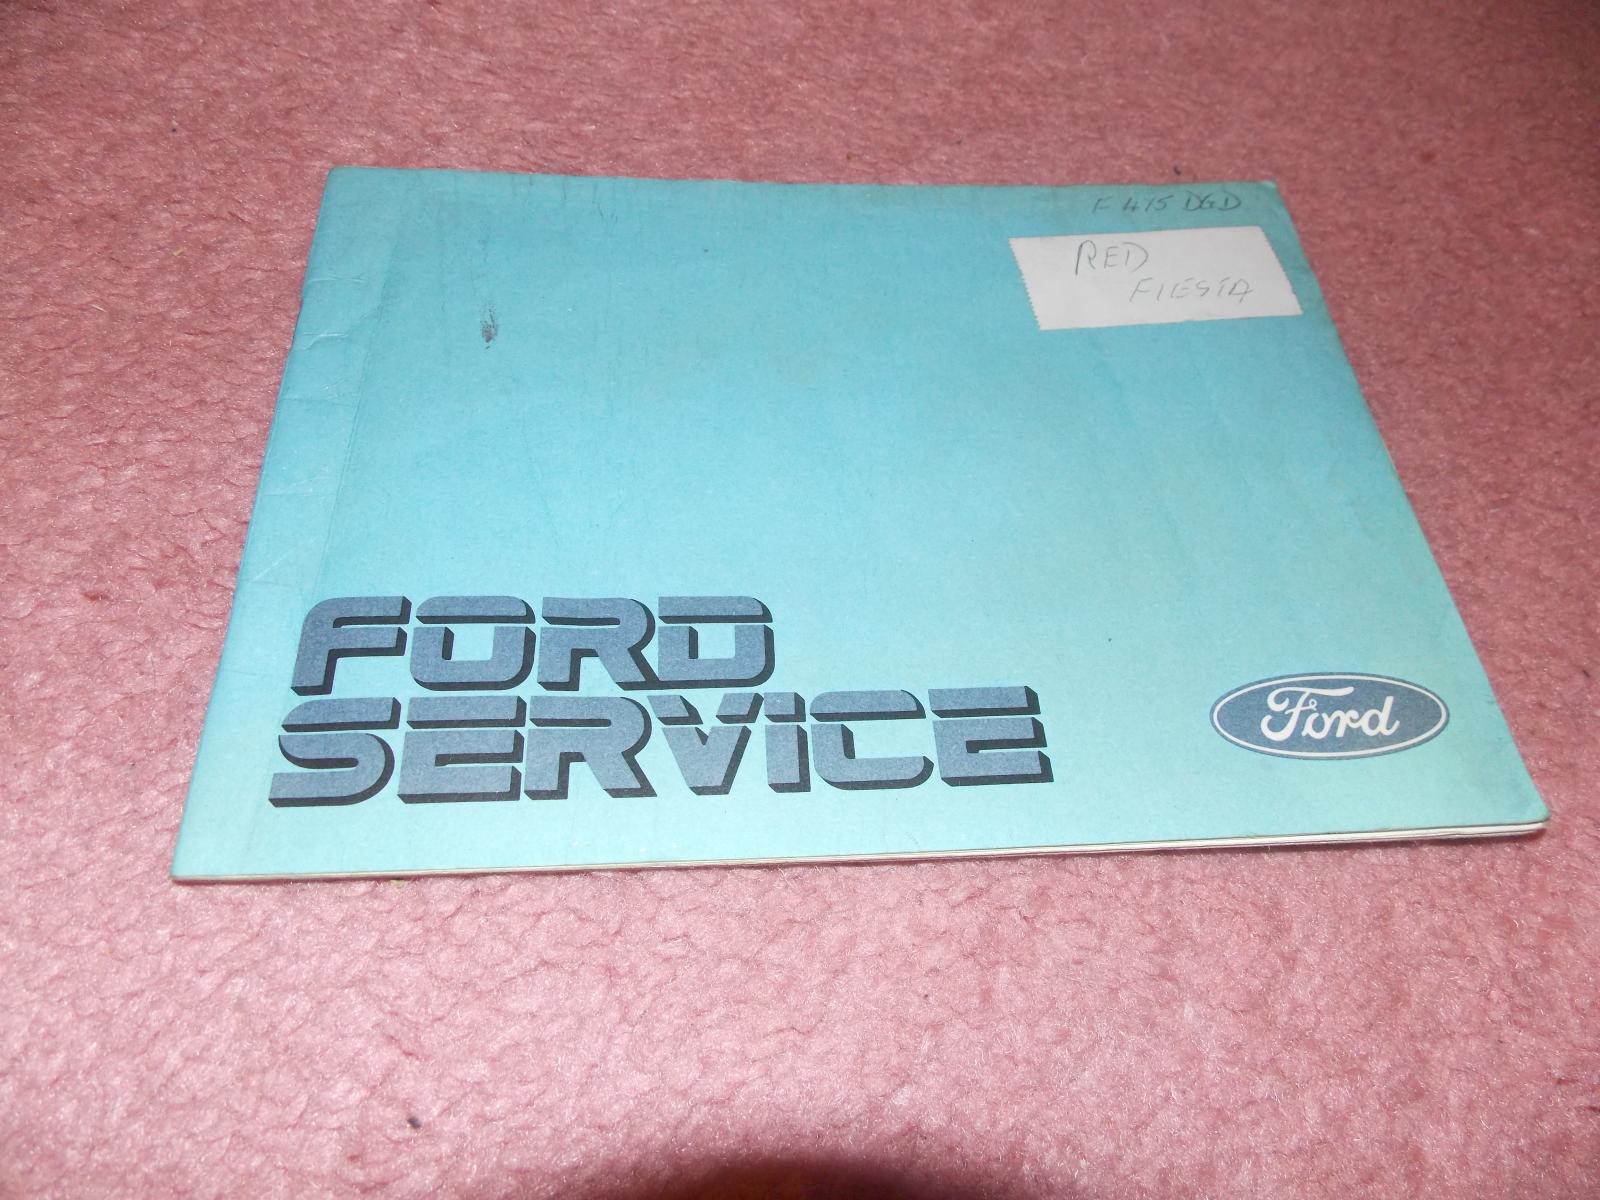 F 415 DGD
RED
FIESTA
FORD
SERVICE
Ford